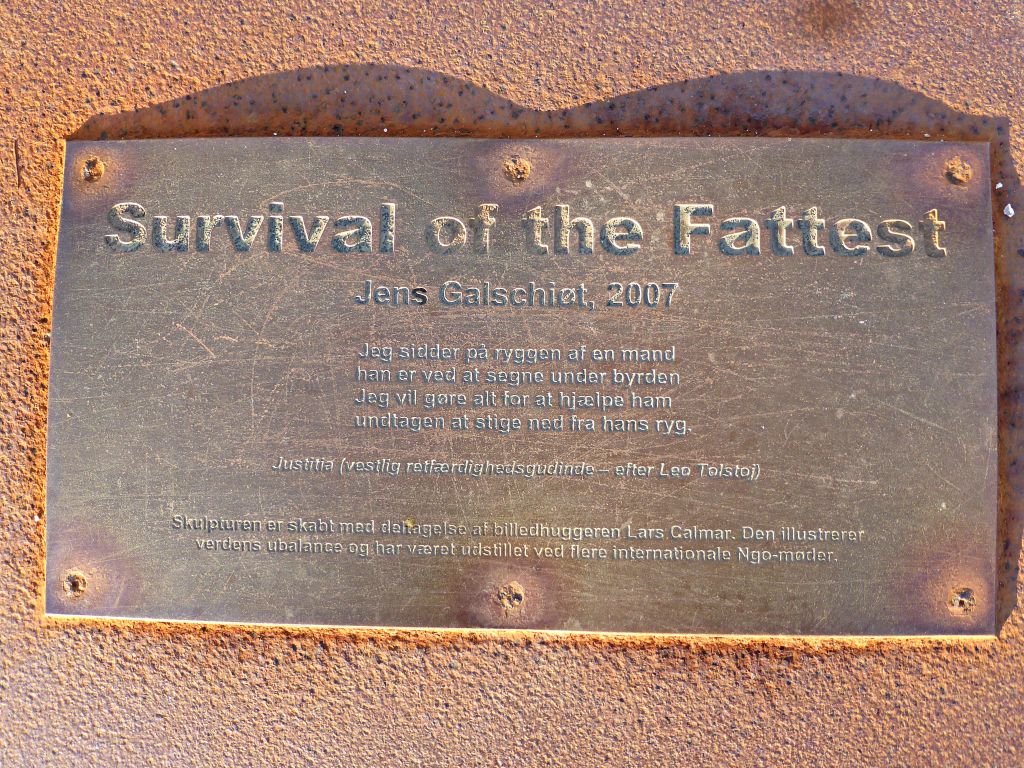 Survival of the Fattest
Jens Galschiøt, 2007
Jeg sidder på ryggen af en mand
han er ved at segne under byrden
Jeg vil gøre alt for at hjælpe ham
undtagen at stige ned fra hans ryg.
Justitia (vestlig retfærdighedsgudinde – efter Leo Tolstoj)
Skulpturen er skabt med deltagelse af billedhuggeren Lars Calmar. Den illustrerer
verdens ubalance og har været udstillet ved flere internationale Ngo-møder.